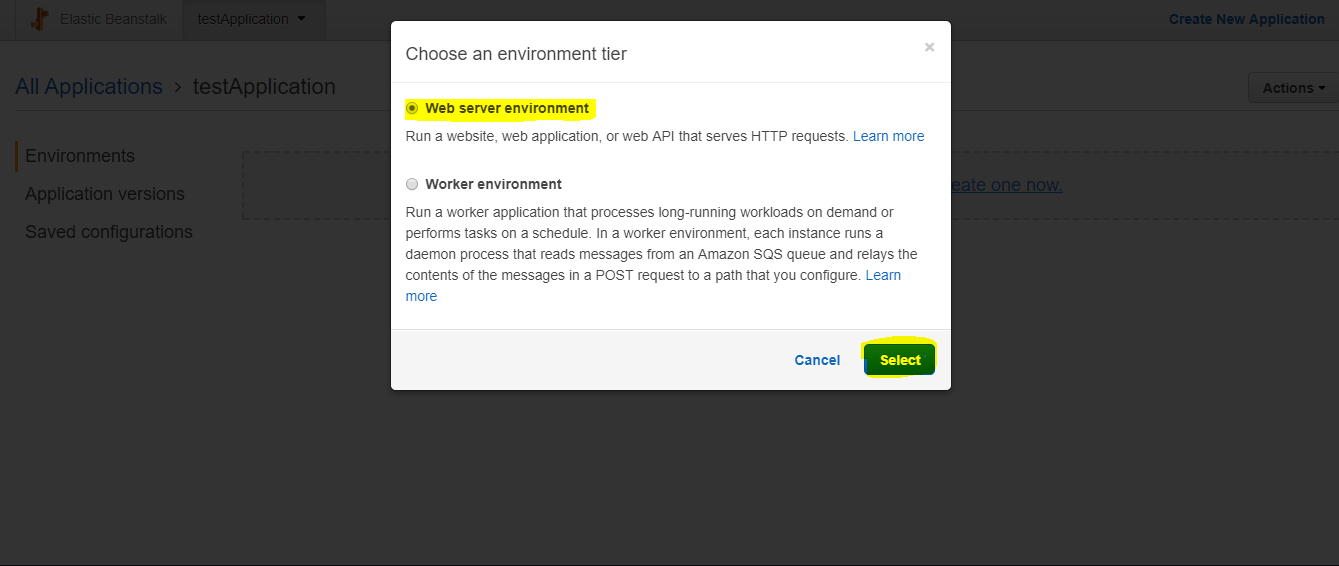 Elastic Beanstalk
testApplication
Create New Application
All Applications > testApplication
Actions
Environments
Application versions
Saved configurations
eate one now.
Choose an environment tier
×
Web server environment
Run a website, web application, or web API that serves HTTP requests. Learn more
Worker environment
Run a worker application that processes long-running workloads on demand or
performs tasks on a schedule. In a worker environment, each instance runs a
daemon process that reads messages from an Amazon SQS queue and relays the
contents of the messages in a POST request to a path that you configure. Learn
more
Cancel
Select